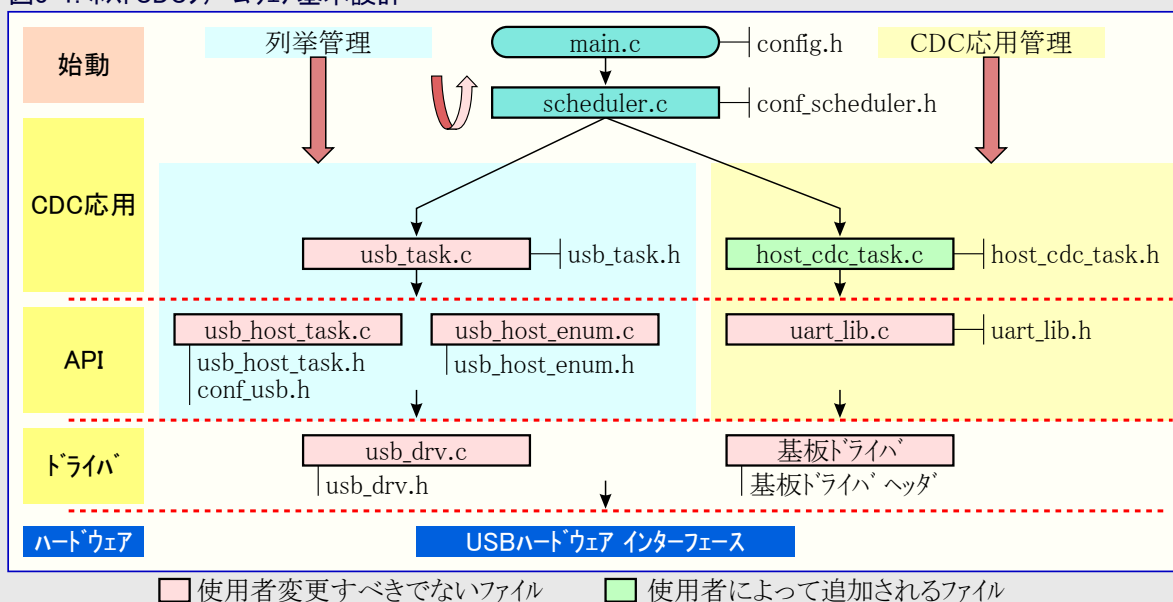 始動
列挙管理
main.c
config.h
CDC応用管理
scheduler.c
conf_scheduler.h
CDC応用
usb_task.c
usb_task.h
host_cdc_task.c
host_cdc_task.h
API
usb_host_task.c
usb_host_task.h
conf_usb.h
usb_host_enum.c
usb_host_enum.h
uart_lib.c
uart_lib.h
ﾄﾞﾗｲﾊﾞ
usb_drv.c
usb_drv.h
基板ﾄﾞﾗｲﾊﾞ
基板ﾄﾞﾗｲﾊﾞ ﾍｯﾀﾞ
ﾊｰﾄﾞｳｪｱ
USBﾊｰﾄﾞｳｪｱ ｲﾝﾀｰﾌｪｰｽ
使用者変更すべきでないﾌｧｲﾙ
使用者によって追加されるﾌｧｲﾙ